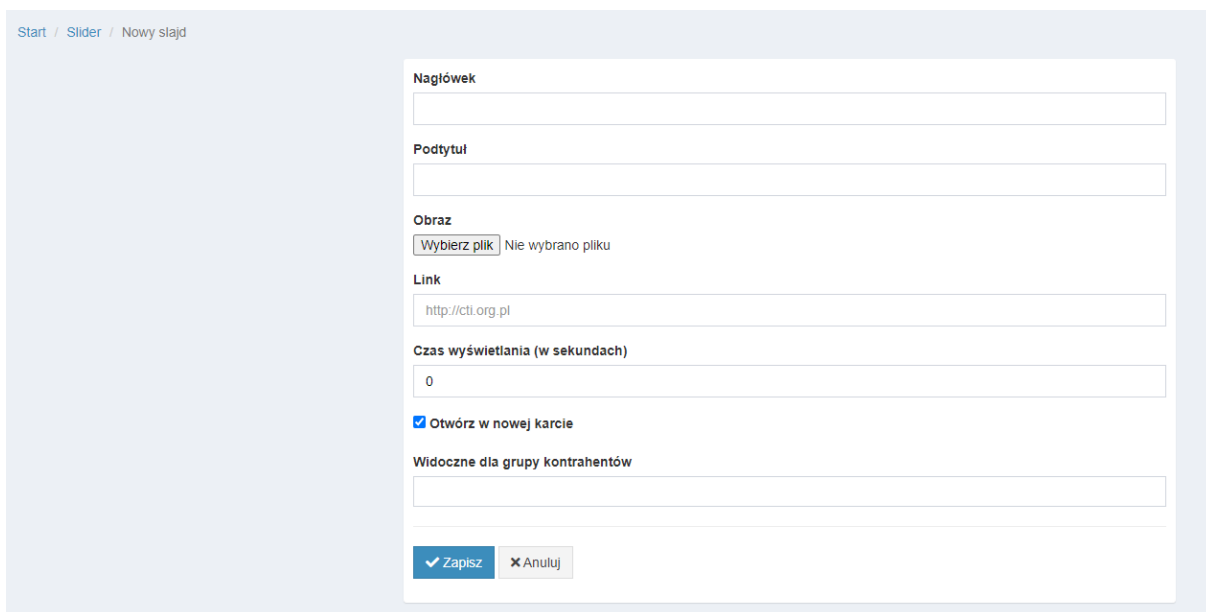 Start / Slider / Nowy slajd
Nagłówek
Podtytuł
Obraz
Wybierz plik Nie wybrano pliku
Link
http://cti.org.pl
Czas wyświetlania (w sekundach)
0
Otwórz w nowej karcie
Widoczne dla grupy kontrahentów
Zapisz Anuluj